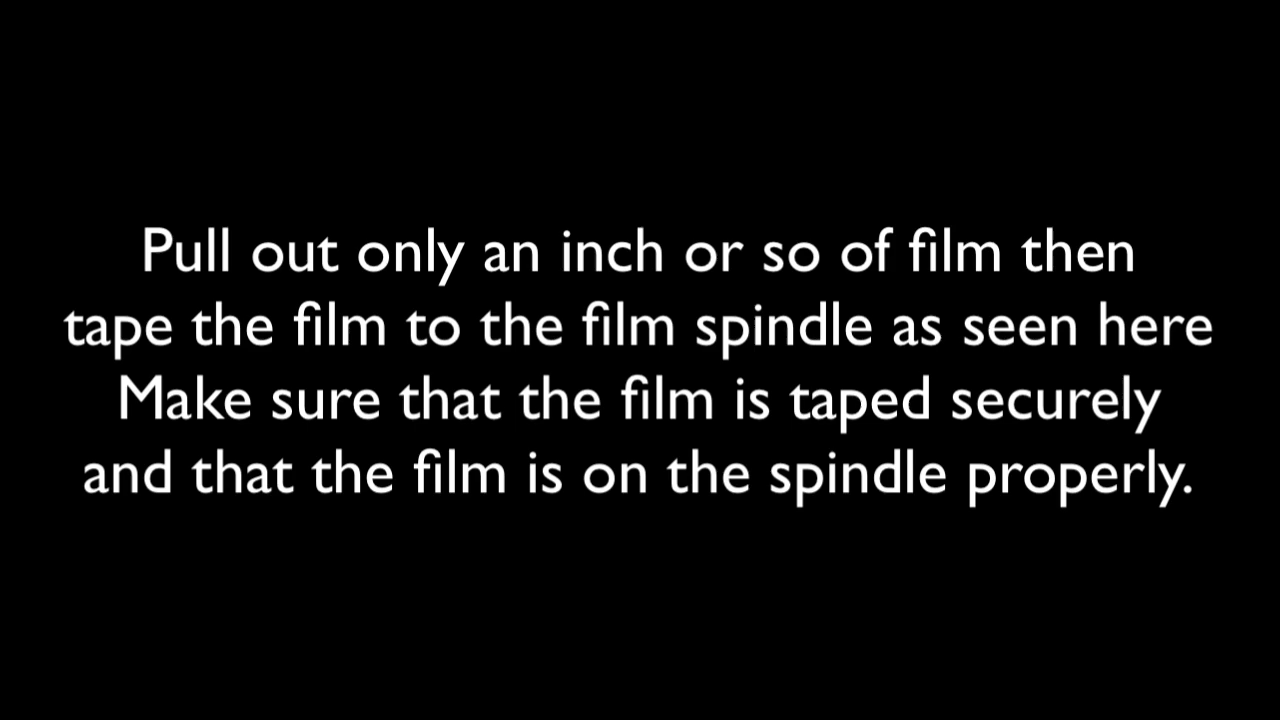 Pull out only an inch or so of film then
tape the film to the film spindle as seen here
Make sure that the film is taped securely
and that the film is on the spindle properly.